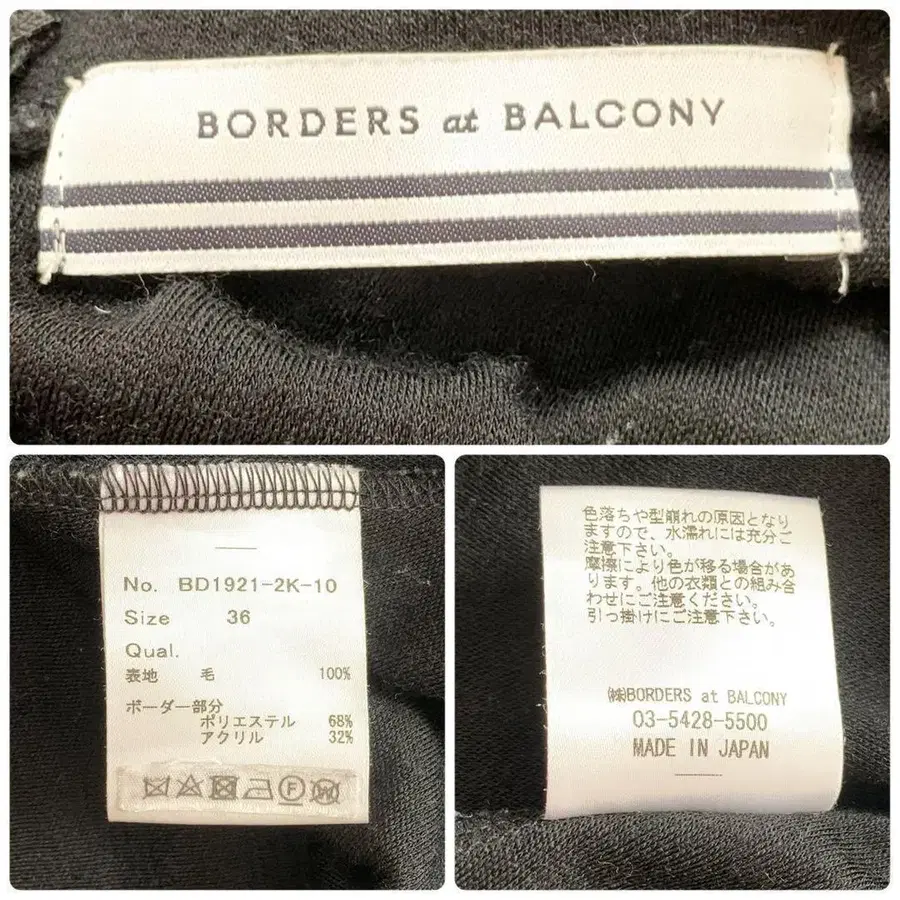 BORDERS at BALCONY
No. BD1921-2K-10
Size 36
Qual.
表地 毛 100%
ボーダー部分
ポリエステル 68%
アクリル 32%
色落ちや型崩れの原因となり
ますので、水濡れには充分ご
注意下さい。
摩擦により色が移る場合があ
ります。他の衣類との組み合
わせにご注意ください。
引っ掛けにご注意下さい。
㈱BORDERS at BALCONY
03-5428-5500
MADE IN JAPAN